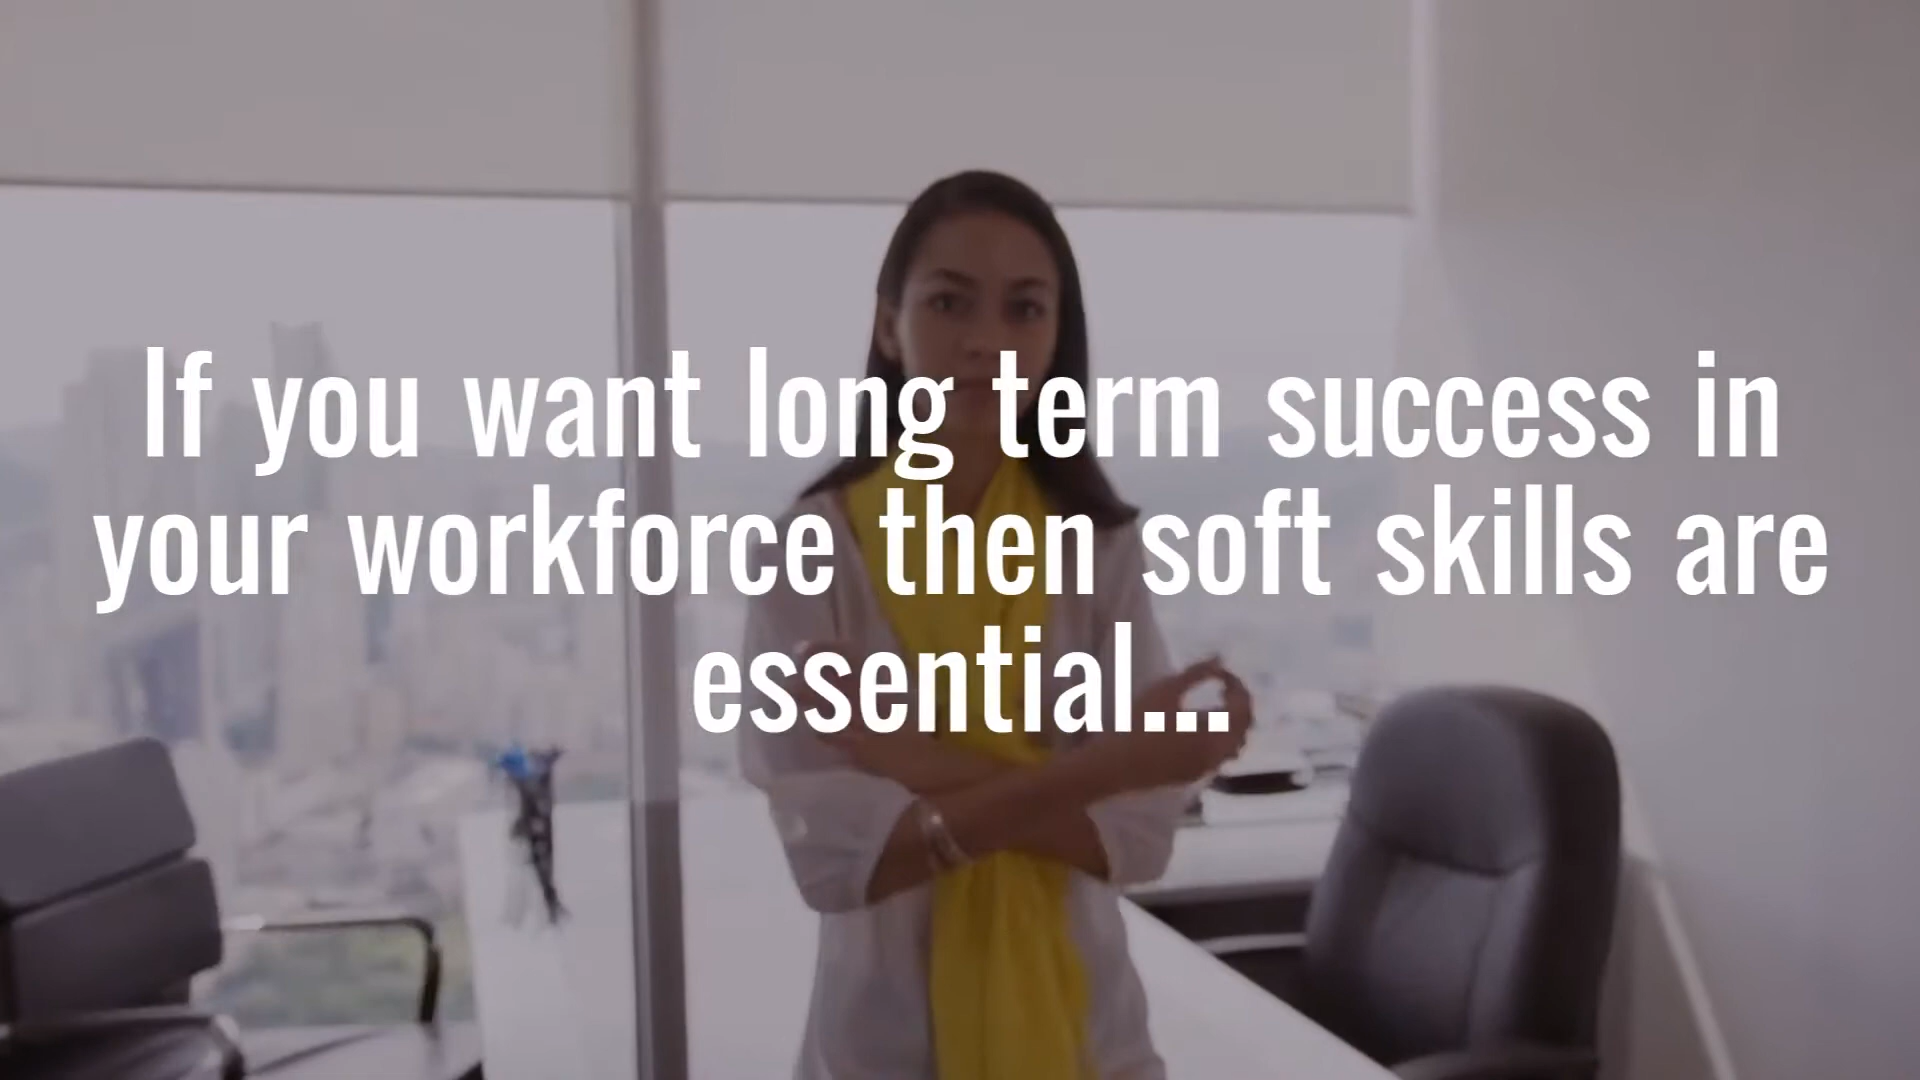 If you want long term success in
your workforce then soft skills are
essential...